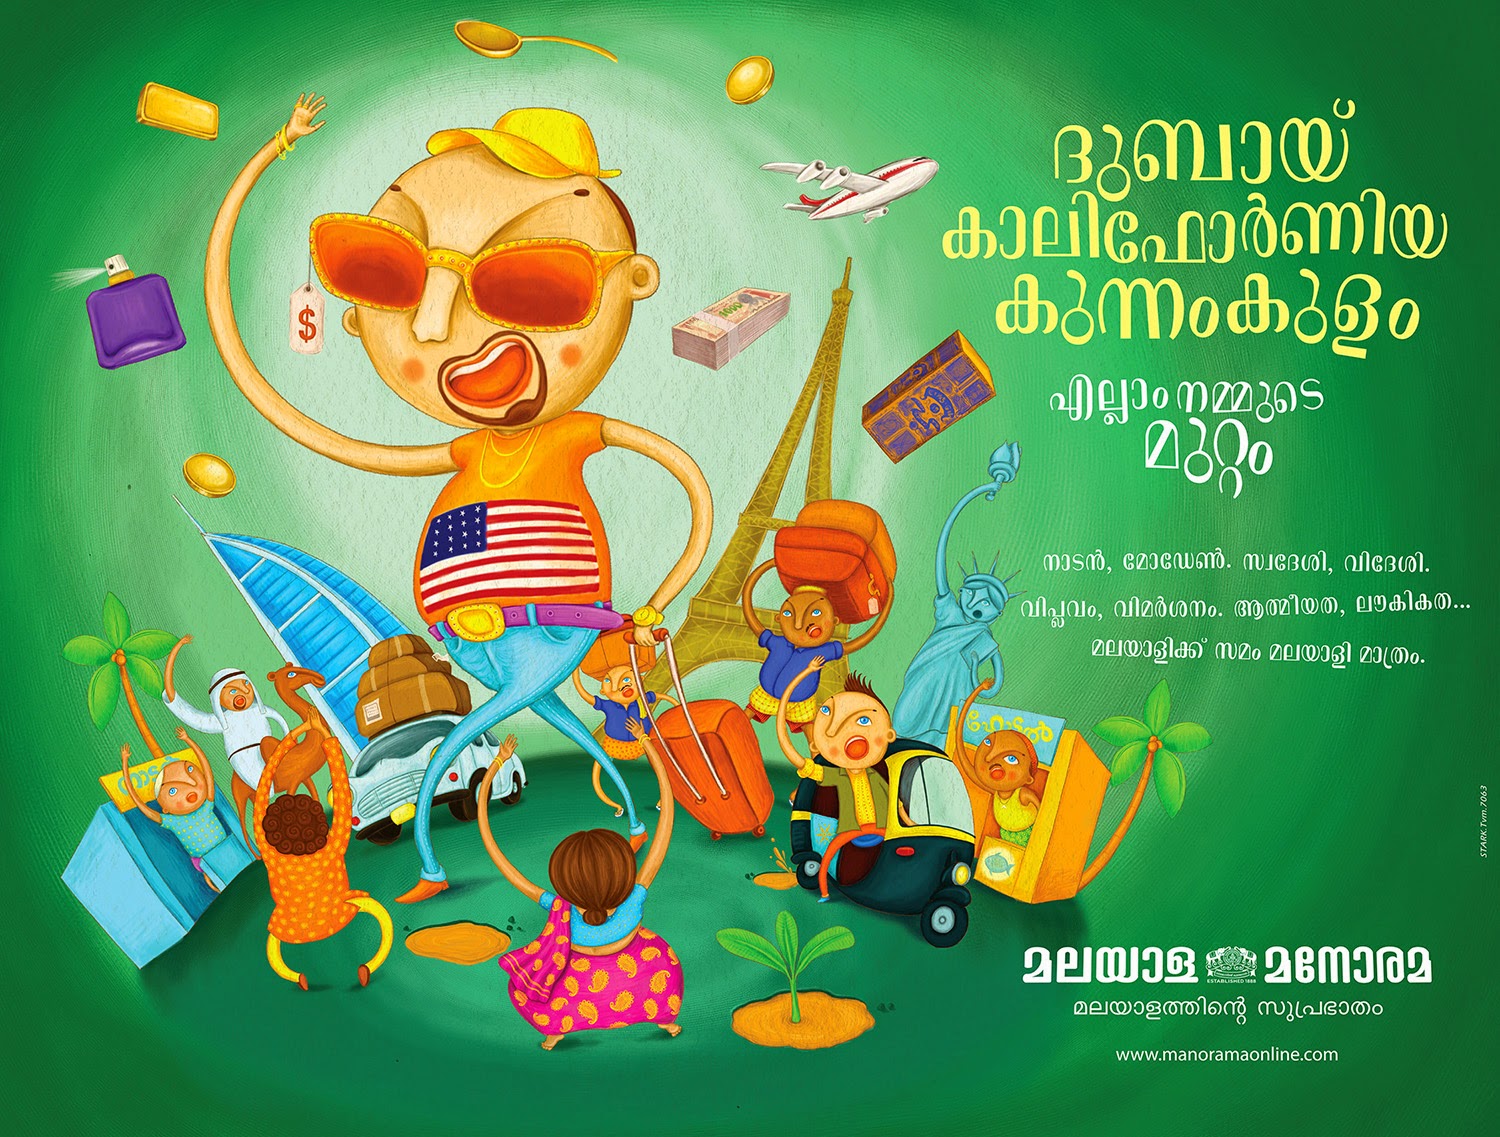 ദുബായ്
കാലിഫോർണിയ
കുന്നംകുളം
എല്ലാം നമ്മുടെ
മുറ്റം
നാടൻ, മോഡേൺ. സ്വദേശി, വിദേശി.
വിപ്ലവം, വിമർശനം. ആത്മീയത, ലൗകികത...
മലയാളിക്ക് സമം മലയാളി മാത്രം.
$
ഹോട്ടൽ
മലയാള മനോരമ
ESTABLISHED 1888
മലയാളത്തിന്റെ സുപ്രഭാതം
www.manoramaonline.com
STARK.Tvm.7063